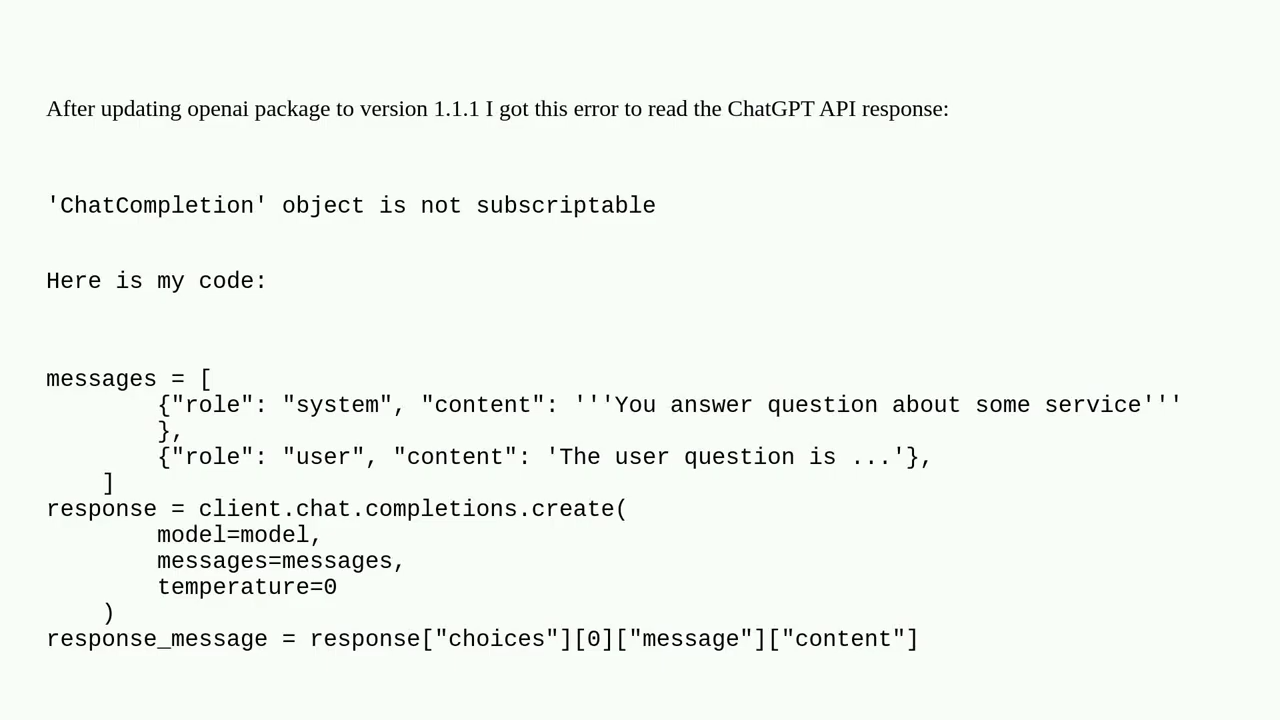 After updating openai package to version 1.1.1 I got this error to read the ChatGPT API response:
'ChatCompletion' object is not subscriptable
Here is my code:
messages = [
        {"role": "system", "content": '''You answer question about some service'''
        },
        {"role": "user", "content": 'The user question is ...'},
    ]
response = client.chat.completions.create(
        model=model,
        messages=messages,
        temperature=0
    )
response_message = response["choices"][0]["message"]["content"]